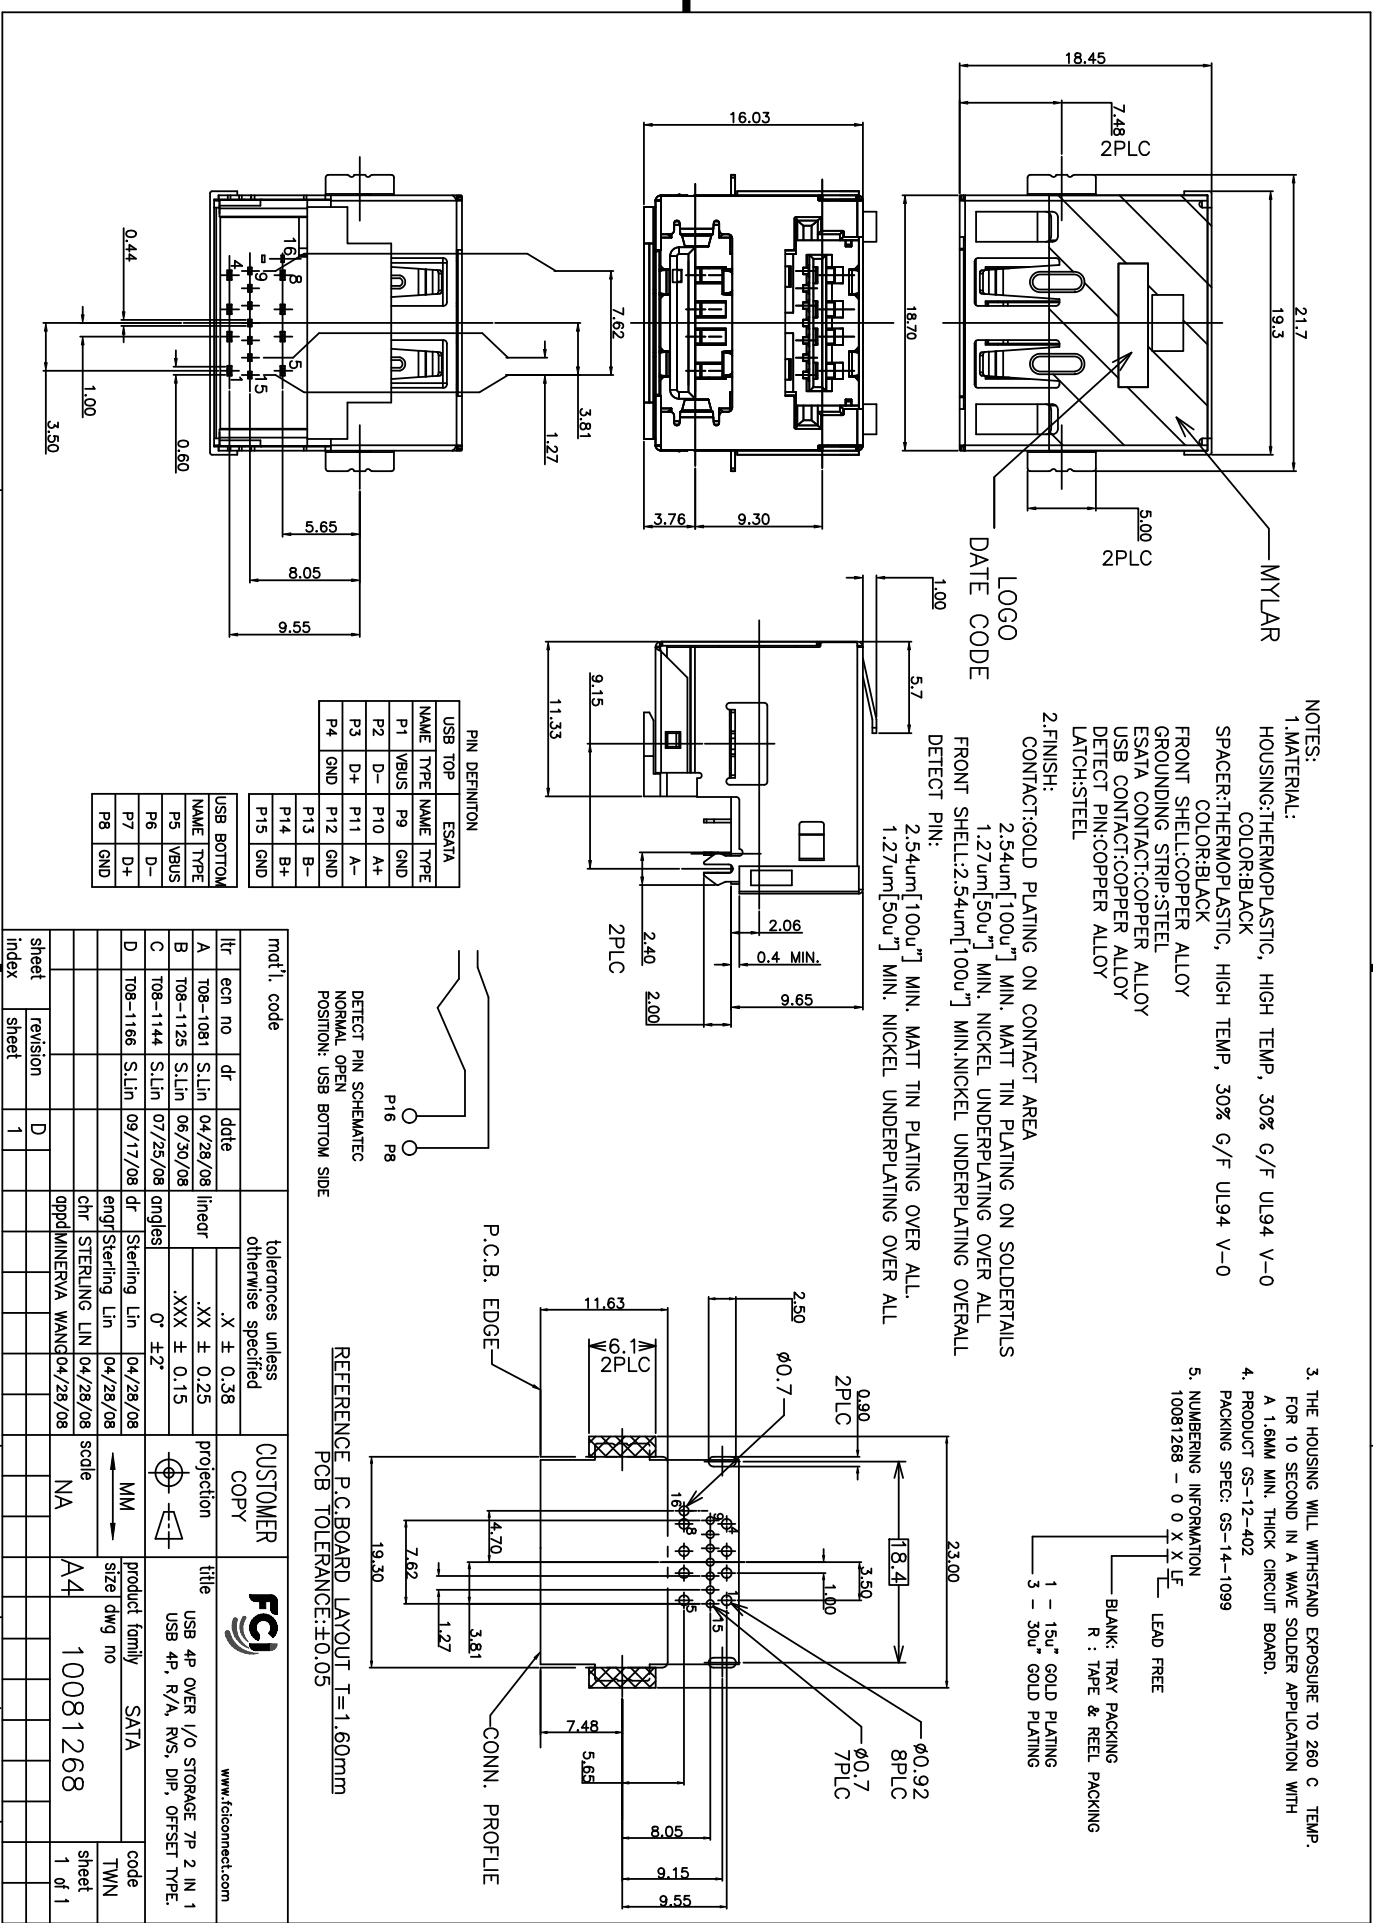 21.7
19.3
18.70
18.45
7.48
2PLC
5.00
2PLC
MYLAR
LOGO
DATE CODE
16.03
3.76
9.30
7.62
3.81
1.27
0.44
1.00
3.50
0.60
5.65
8.05
9.55
16
9
8
4
5
15
1
1.00
5.7
9.15
11.33
2.06
0.4 MIN.
9.65
2.40
2PLC
2.00
NOTES:
1.MATERIAL:
HOUSING:THERMOPLASTIC, HIGH TEMP, 30% G/F UL94 V-0
COLOR:BLACK
SPACER:THERMOPLASTIC, HIGH TEMP, 30% G/F UL94 V-0
COLOR:BLACK
FRONT SHELL:COPPER ALLOY
GROUNDING STRIP:STEEL
ESATA CONTACT:COPPER ALLOY
USB CONTACT:COPPER ALLOY
DETECT PIN:COPPER ALLOY
LATCH:STEEL
2.FINISH:
CONTACT:GOLD PLATING ON CONTACT AREA
2.54um[100u"] MIN. MATT TIN PLATING ON SOLDERTAILS
1.27um[50u"] MIN. NICKEL UNDERPLATING OVER ALL
FRONT SHELL:2.54um[100u"] MIN.NICKEL UNDERPLATING OVERALL
DETECT PIN:
2.54um[100u"] MIN. MATT TIN PLATING OVER ALL.
1.27um[50u"] MIN. NICKEL UNDERPLATING OVER ALL
3. THE HOUSING WILL WITHSTAND EXPOSURE TO 260 C TEMP.
FOR 10 SECOND IN A WAVE SOLDER APPLICATION WITH
A 1.6MM MIN. THICK CIRCUIT BOARD.
4. PRODUCT GS-12-402
PACKING SPEC: GS-14-1099
5. NUMBERING INFORMATION
10081268 - 0 0 X X LF
LEAD FREE
BLANK: TRAY PACKING
R : TAPE & REEL PACKING
1 - 15u" GOLD PLATING
3 - 30u" GOLD PLATING
PIN DEFINITON
USB TOP ESATA
NAME TYPE NAME TYPE
P1 VBUS P9 GND
P2 D- P10 A+
P3 D+ P11 A-
P4 GND P12 GND
P13 B-
P14 B+
P15 GND
USB BOTTOM
NAME TYPE
P5 VBUS
P6 D-
P7 D+
P8 GND
P16 P8
DETECT PIN SCHEMATEC
NORMAL OPEN
POSITION: USB BOTTOM SIDE
23.00
18.4
3.50
1.00
0.90
2PLC
2.50
Ø0.7
6.1
2PLC
11.63
P.C.B. EDGE
16
8
9
4
5
15
1
4.70
7.62
19.30
3.81
1.27
Ø0.92
8PLC
Ø0.7
7PLC
7.48
5.65
8.05
9.15
9.55
CONN. PROFLIE
REFERENCE P.C.BOARD LAYOUT T=1.60mm
PCB TOLERANCE:±0.05
mat'l. code
ltr ecn no dr date
A T08-1081 S.Lin 04/28/08
B T08-1125 S.Lin 06/30/08
C T08-1144 S.Lin 07/25/08
D T08-1166 S.Lin 09/17/08
sheet index
revision D
sheet 1
tolerances unless
otherwise specified
linear
.X ± 0.38
.XX ± 0.25
.XXX ± 0.15
angles 0° ±2°
dr Sterling Lin 04/28/08
engr Sterling Lin 04/28/08
chr STERLING LIN 04/28/08
appd MINERVA WANG 04/28/08
CUSTOMER
COPY
projection
MM
scale
NA
FCI
www.fciconnect.com
title
USB 4P OVER I/O STORAGE 7P 2 IN 1
USB 4P, R/A, RVS, DIP, OFFSET TYPE.
product family SATA
code
TWN
size dwg no
A4 10081268
sheet
1 of 1